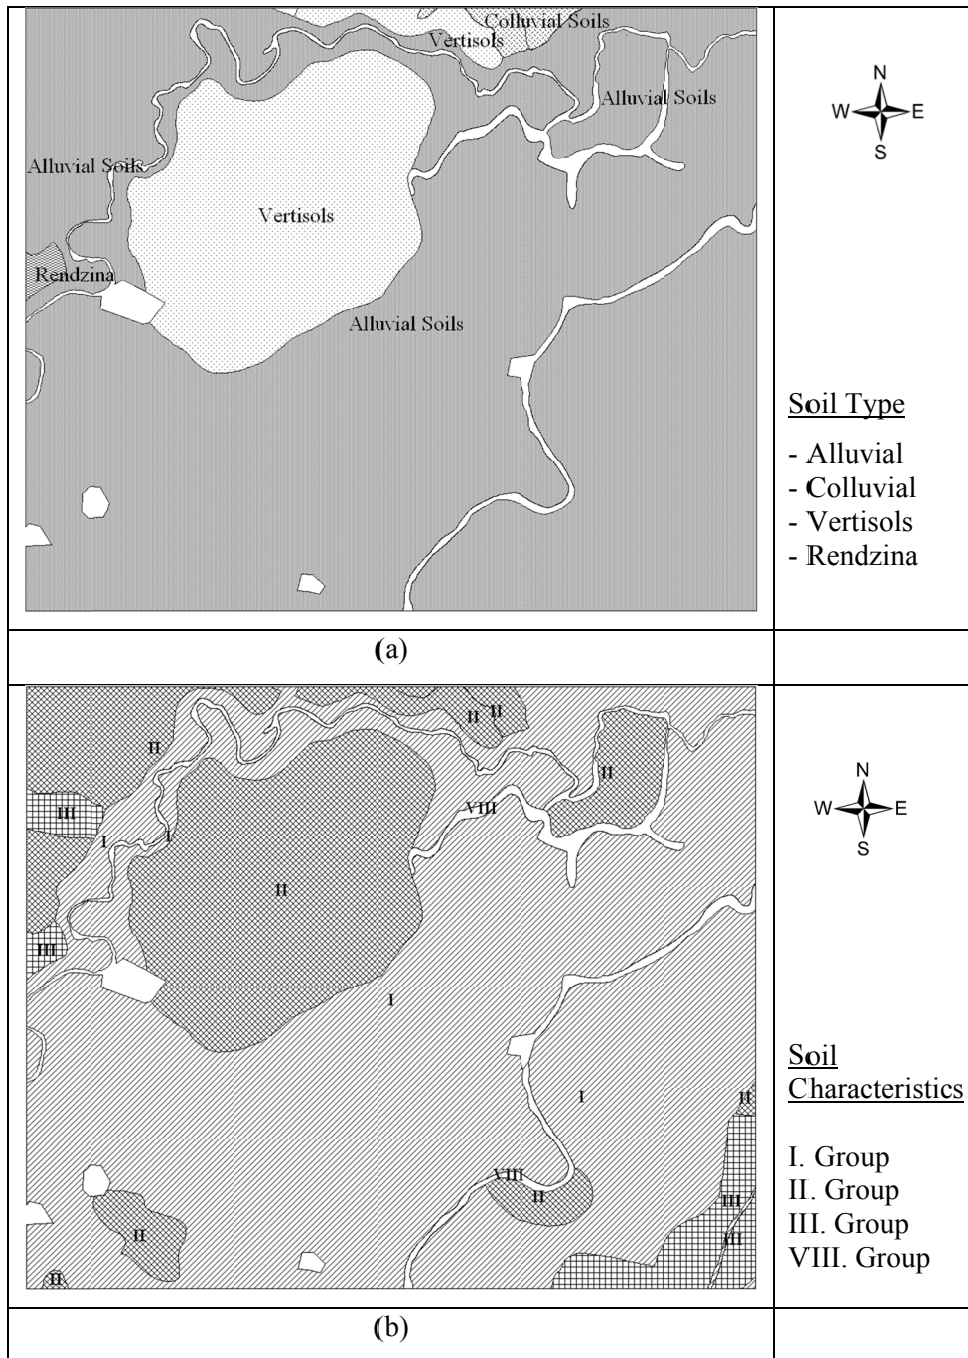 Colluvial Soils
Vertisols
Alluvial Soils
Alluvial Soils
Vertisols
Rendzina
Alluvial Soils
N
W E
S
Soil Type
- Alluvial
- Colluvial
- Vertisols
- Rendzina
(a)
II
II
II
II
III
VIII
I
I
II
III
I
I
II
VIII
II
III
III
II
II
N
W E
S
Soil
Characteristics
I. Group
II. Group
III. Group
VIII. Group
(b)